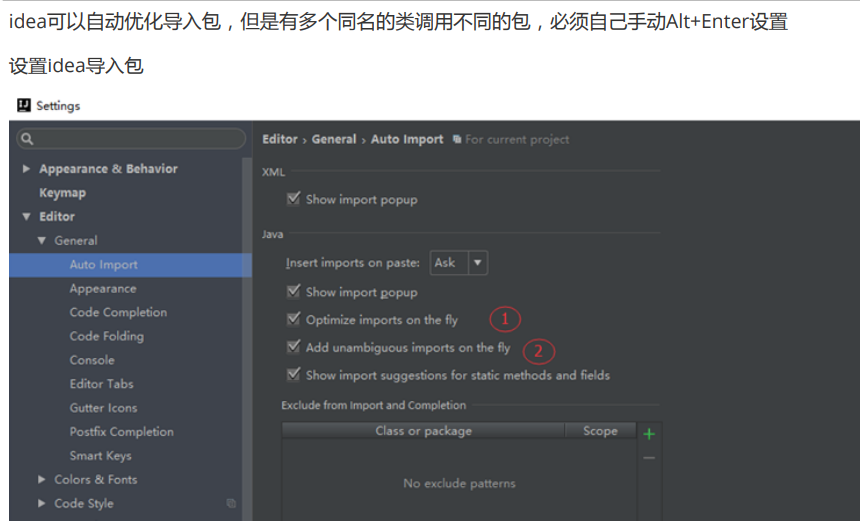 idea可以自动优化导入包，但是有多个同名的类调用不同的包，必须自己手动Alt+Enter设置
设置idea导入包
Settings
Appearance & Behavior
Keymap
Editor
General
Auto Import
Appearance
Code Completion
Code Folding
Console
Editor Tabs
Gutter Icons
Postfix Completion
Smart Keys
Colors & Fonts
Code Style
Editor › General › Auto Import For current project
XML
Show import popup
Java
Insert imports on paste: Ask
Show import popup
Optimize imports on the fly 1
Add unambiguous imports on the fly 2
Show import suggestions for static methods and fields
Exclude from Import and Completion
Class or package Scope
No exclude patterns